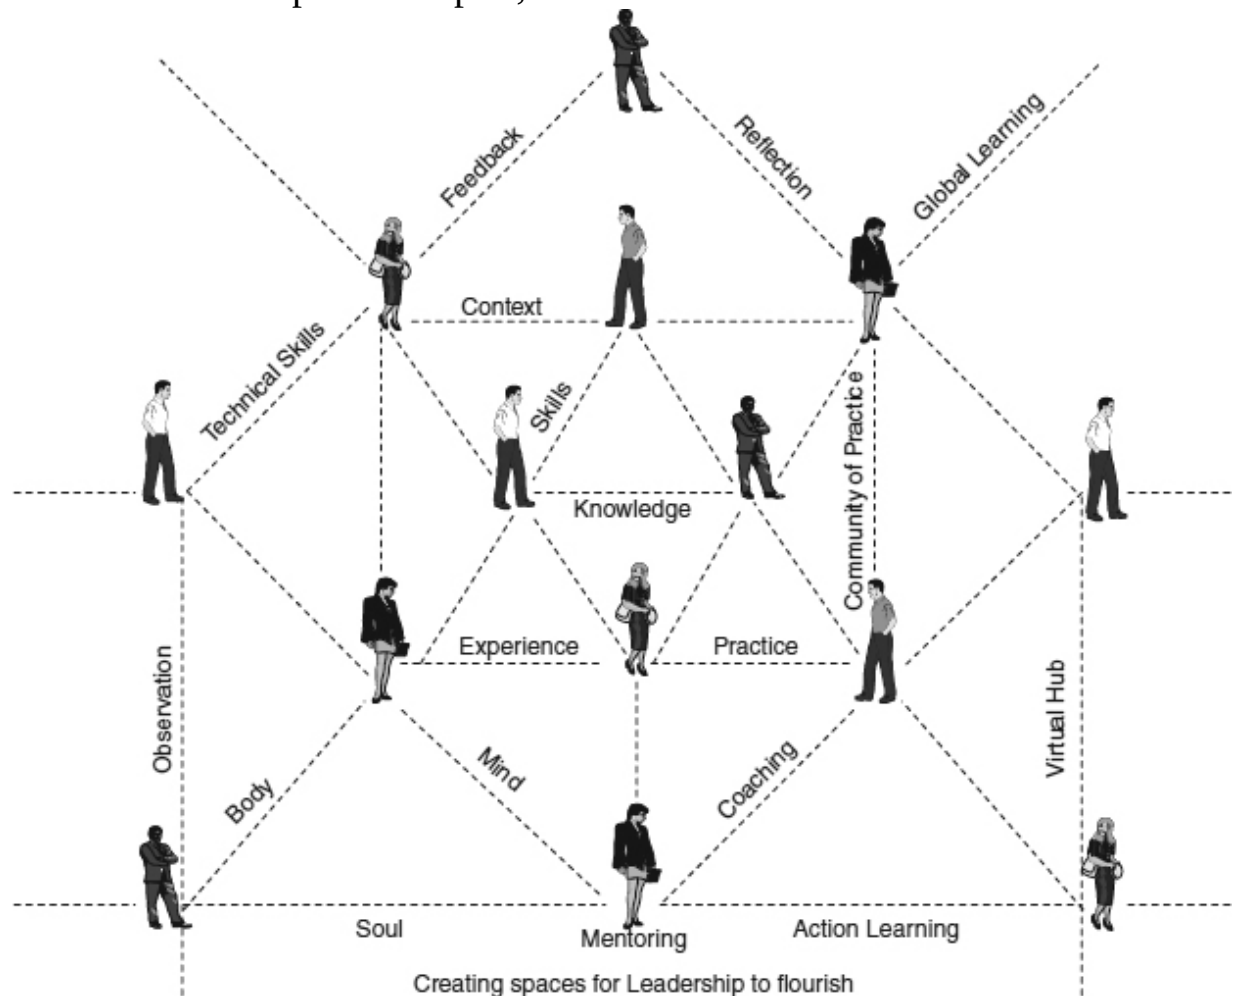 Feedback
Reflection
Global Learning
Context
Technical Skills
Skills
Community of Practice
Knowledge
Experience
Practice
Observation
Virtual Hub
Body
Mind
Coaching
Soul
Mentoring
Action Learning
Creating spaces for Leadership to flourish